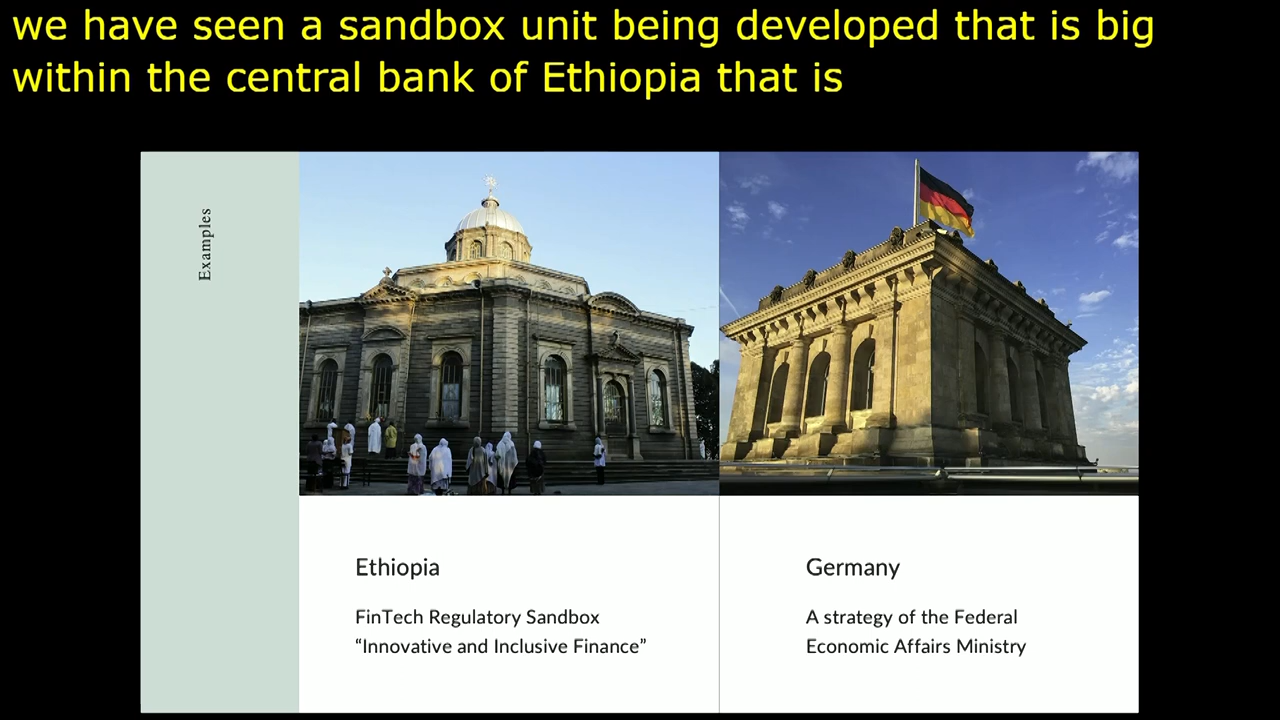 we have seen a sandbox unit being developed that is big
within the central bank of Ethiopia that is
Examples
Ethiopia
FinTech Regulatory Sandbox
“Innovative and Inclusive Finance”
Germany
A strategy of the Federal
Economic Affairs Ministry